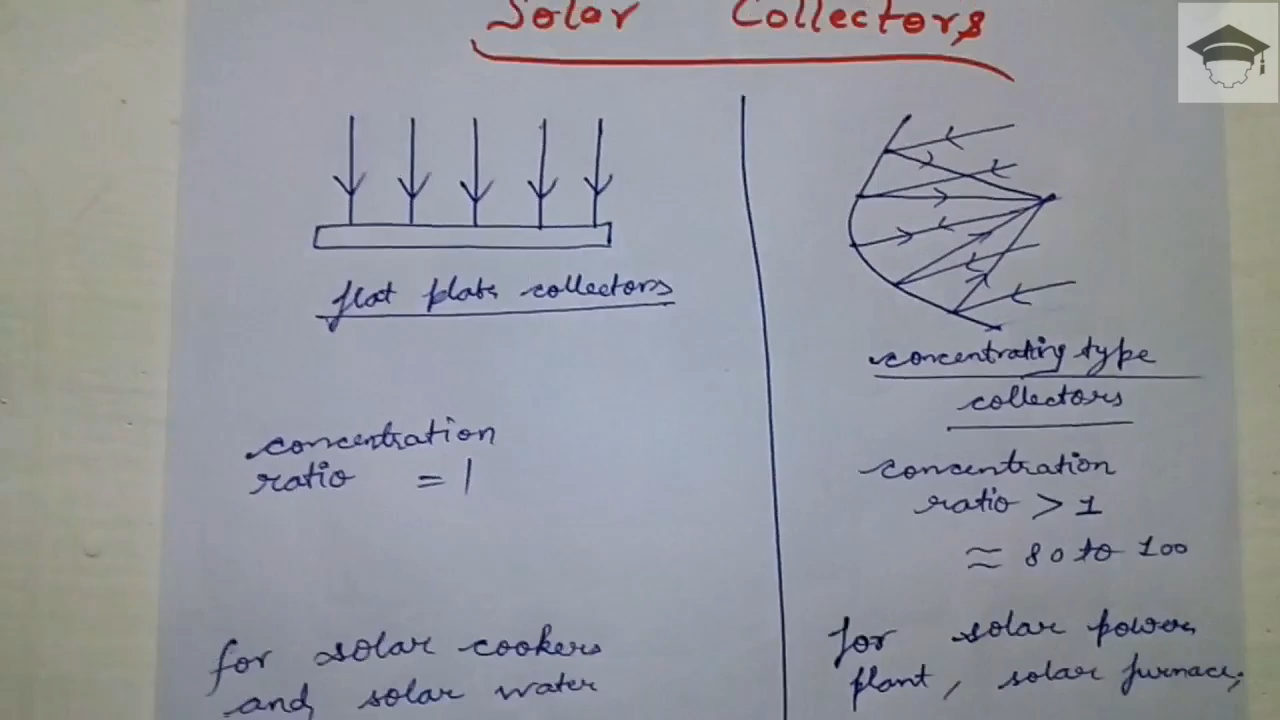 Solar Collectors
flat plate collectors
concentration
ratio = 1
for solar cookers
and solar water
concentrating type
collectors
concentration
ratio > 1
≈ 80 to 100
for solar power
plant, solar furnace,